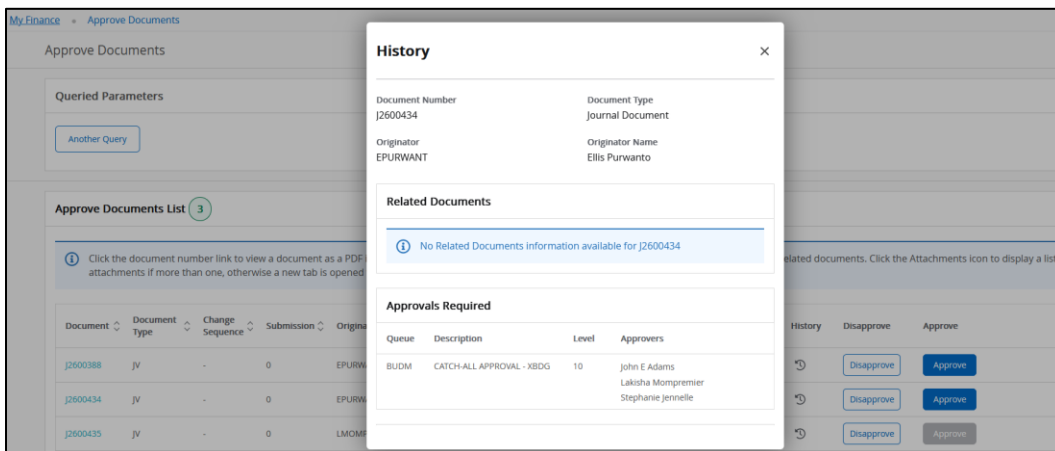 My Finance • Approve Documents
Approve Documents
Queried Parameters
Another Query
Approve Documents List 3
Click the document number link to view a document as a PDF
elated documents. Click the Attachments icon to display a list
attachments if more than one, otherwise a new tab is opened
Document Document Type Change Sequence Submission Origina History Disapprove Approve
J2600388 JV - 0 EPURW Disapprove Approve
J2600434 JV - 0 EPURW Disapprove Approve
J2600435 JV - 0 LMOMP Disapprove Approve
History ×
Document Number Document Type
J2600434 Journal Document
Originator Originator Name
EPURWANT Ellis Purwanto
Related Documents
No Related Documents information available for J2600434
Approvals Required
Queue Description Level Approvers
BUDM CATCH-ALL APPROVAL - XBDG 10 John E Adams
Lakisha Mompremier
Stephanie Jennelle